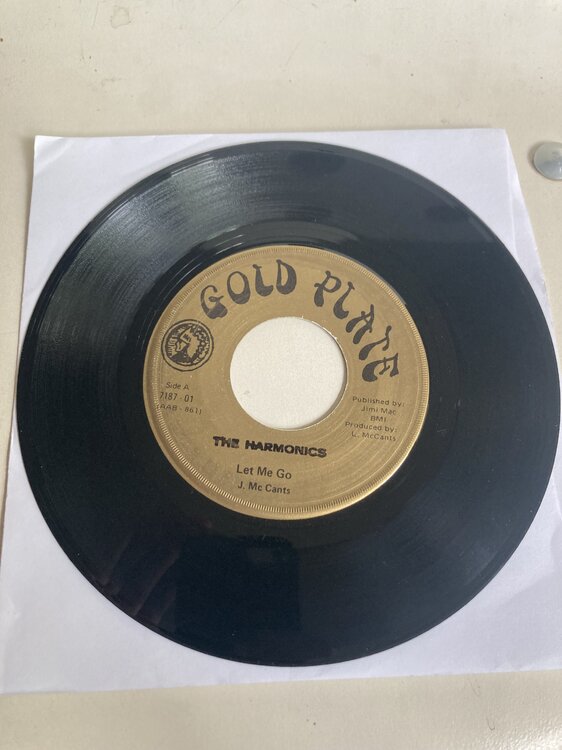 GOLD PLATE
Side A
7187 - 01
(AAB - 861)
Published by:
Jimi Mac
BMI
Produced by:
L. McCants
THE HARMONICS
Let Me Go
J. Mc Cants